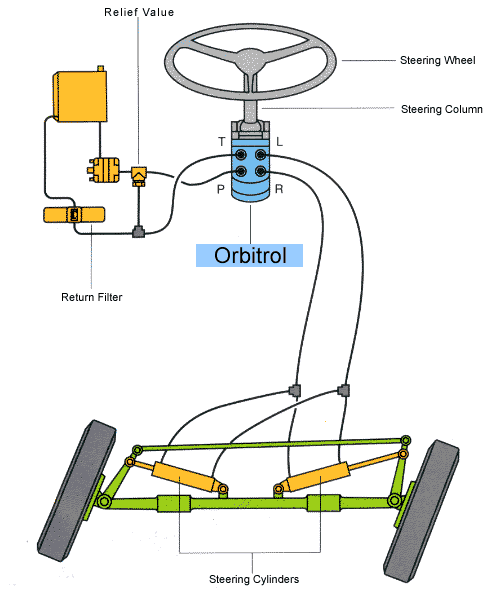 Relief Value
Steering Wheel
Steering Column
T L
P R
Orbitrol
Return Filter
Steering Cylinders